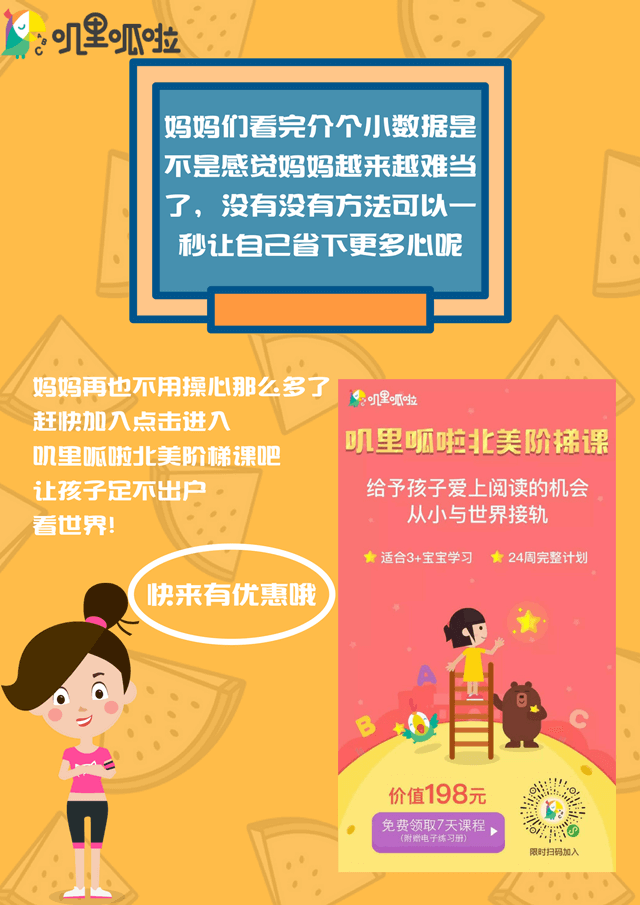 叽里呱啦
妈妈们看完介个小数据是
不是感觉妈妈越来越难当
了，没有没有方法可以一
秒让自己省下更多心呢
妈妈再也不用操心那么多了
赶快加入点击进入
叽里呱啦北美阶梯课吧
让孩子足不出户
看世界!
快来有优惠哦
叽里呱啦
叽里呱啦北美阶梯课
给予孩子爱上阅读的机会
从小与世界接轨
适合3+宝宝学习 24周完整计划
A
B
C
价值198元
免费领取7天课程
(附赠电子练习册)
限时扫码加入